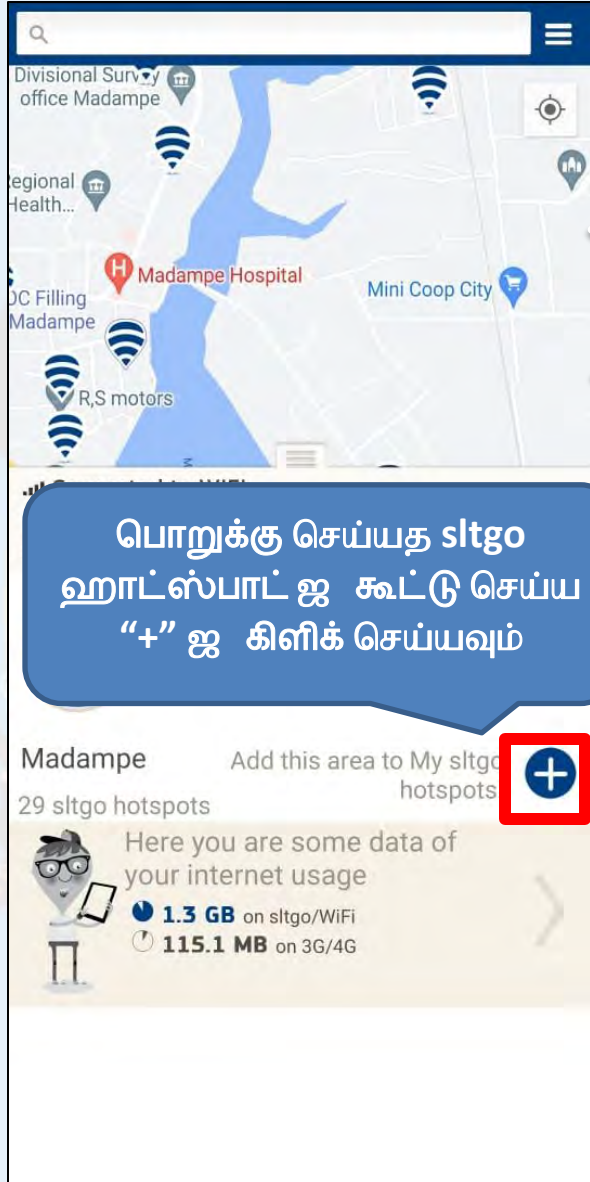 Divisional Survey
office Madampe
Regional
Health...
H
Madampe Hospital
Mini Coop City
OC Filling
Madampe
R,S motors
பொறுக்கு செய்யத sltgo
ஹாட்ஸ்பாட் ஐ கூட்டு செய்ய
“+” ஐ கிளிக் செய்யவும்
Madampe
Add this area to My sltgo
hotspots
29 sltgo hotspots
Here you are some data of
your internet usage
1.3 GB on sltgo/WiFi
115.1 MB on 3G/4G